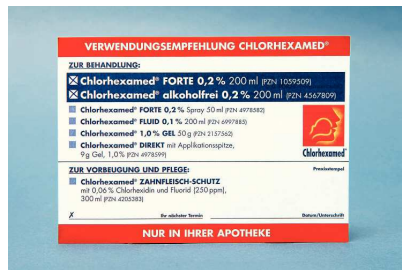 VERWENDUNGSEMPFEHLUNG CHLORHEXAMED®
ZUR BEHANDLUNG:
Chlorhexamed® FORTE 0,2 % 200 ml (PZN 1059509)
Chlorhexamed® alkoholfrei 0,2 % 200 ml (PZN 4567809)
Chlorhexamed® FORTE 0,2 % Spray 50 ml (PZN 4978582)
Chlorhexamed® FLUID 0,1 % 200 ml (PZN 6997885)
Chlorhexamed® 1,0 % GEL 50 g (PZN 2157562)
Chlorhexamed® DIREKT mit Applikationsspitze,
9 g Gel, 1,0% (PZN 4978599)
Chlorhexamed®
ZUR VORBEUGUNG UND PFLEGE:
Praxisstempel
Chlorhexamed® ZAHNFLEISCH-SCHUTZ
mit 0,06 % Chlorhexidin und Fluorid (250 ppm),
300 ml (PZN 4205383)
X
Ihr nächster Termin
Datum/Unterschrift
NUR IN IHRER APOTHEKE